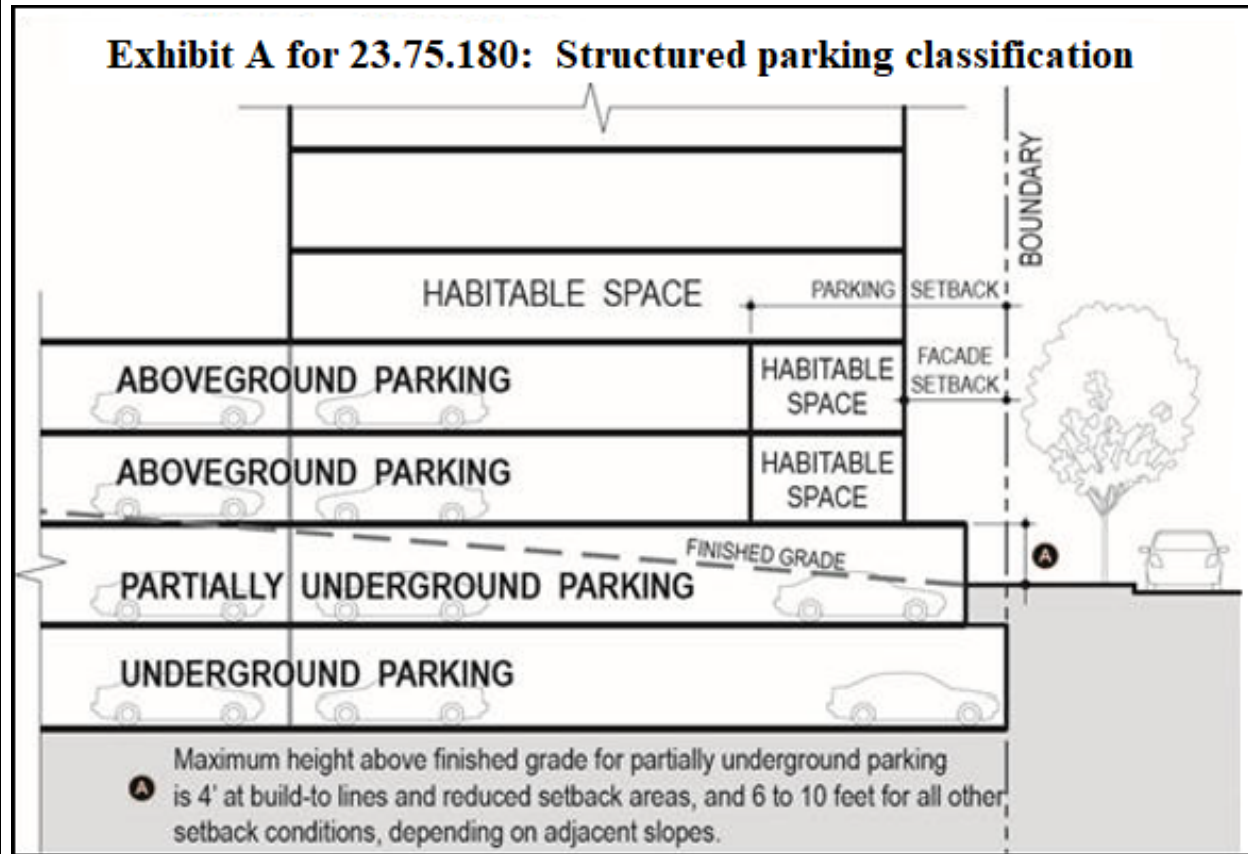 Exhibit A for 23.75.180:  Structured parking classification
BOUNDARY
HABITABLE SPACE
PARKING SETBACK
ABOVEGROUND PARKING
HABITABLE
SPACE
FACADE
SETBACK
ABOVEGROUND PARKING
HABITABLE
SPACE
FINISHED GRADE
A
PARTIALLY UNDERGROUND PARKING
UNDERGROUND PARKING
A
Maximum height above finished grade for partially underground parking
is 4' at build-to lines and reduced setback areas, and 6 to 10 feet for all other
setback conditions, depending on adjacent slopes.